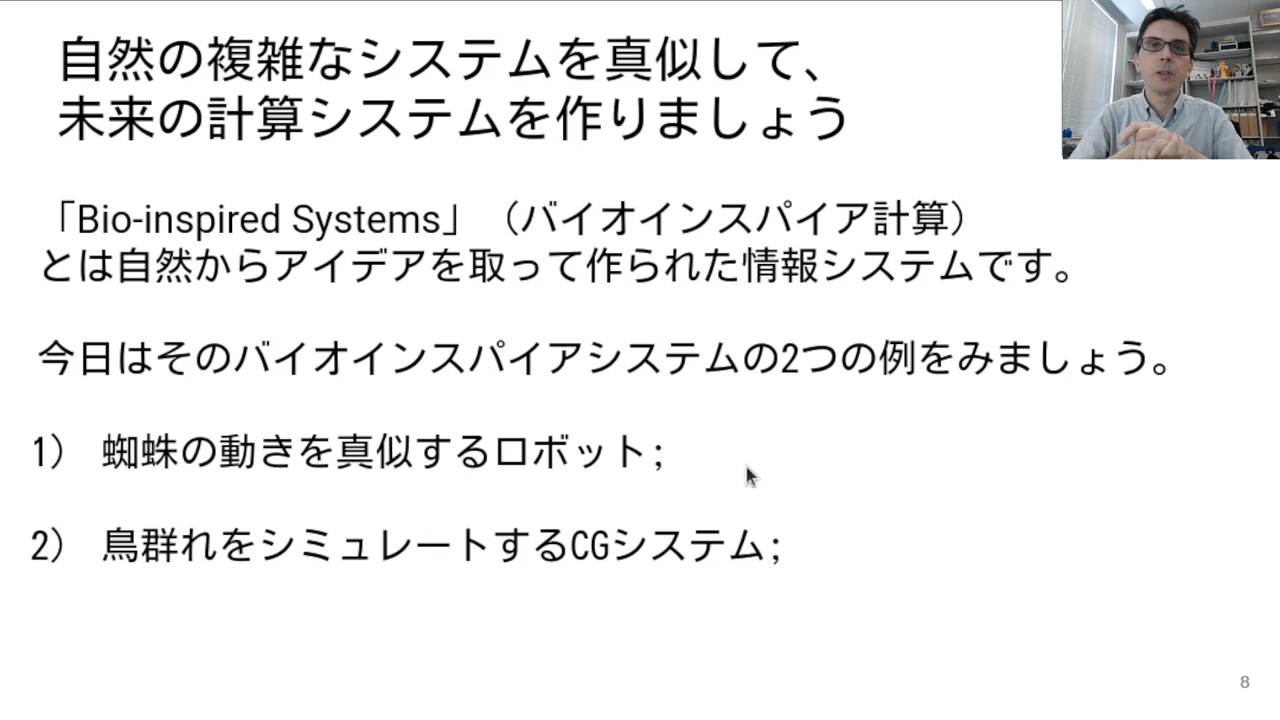 自然の複雑なシステムを真似して、
未来の計算システムを作りましょう
「Bio-inspired Systems」（バイオインスパイア計算）
とは自然からアイデアを取って作られた情報システムです。
今日はそのバイオインスパイアシステムの2つの例をみましょう。
1） 蜘蛛の動きを真似するロボット;
2） 鳥群れをシミュレートするCGシステム;
8